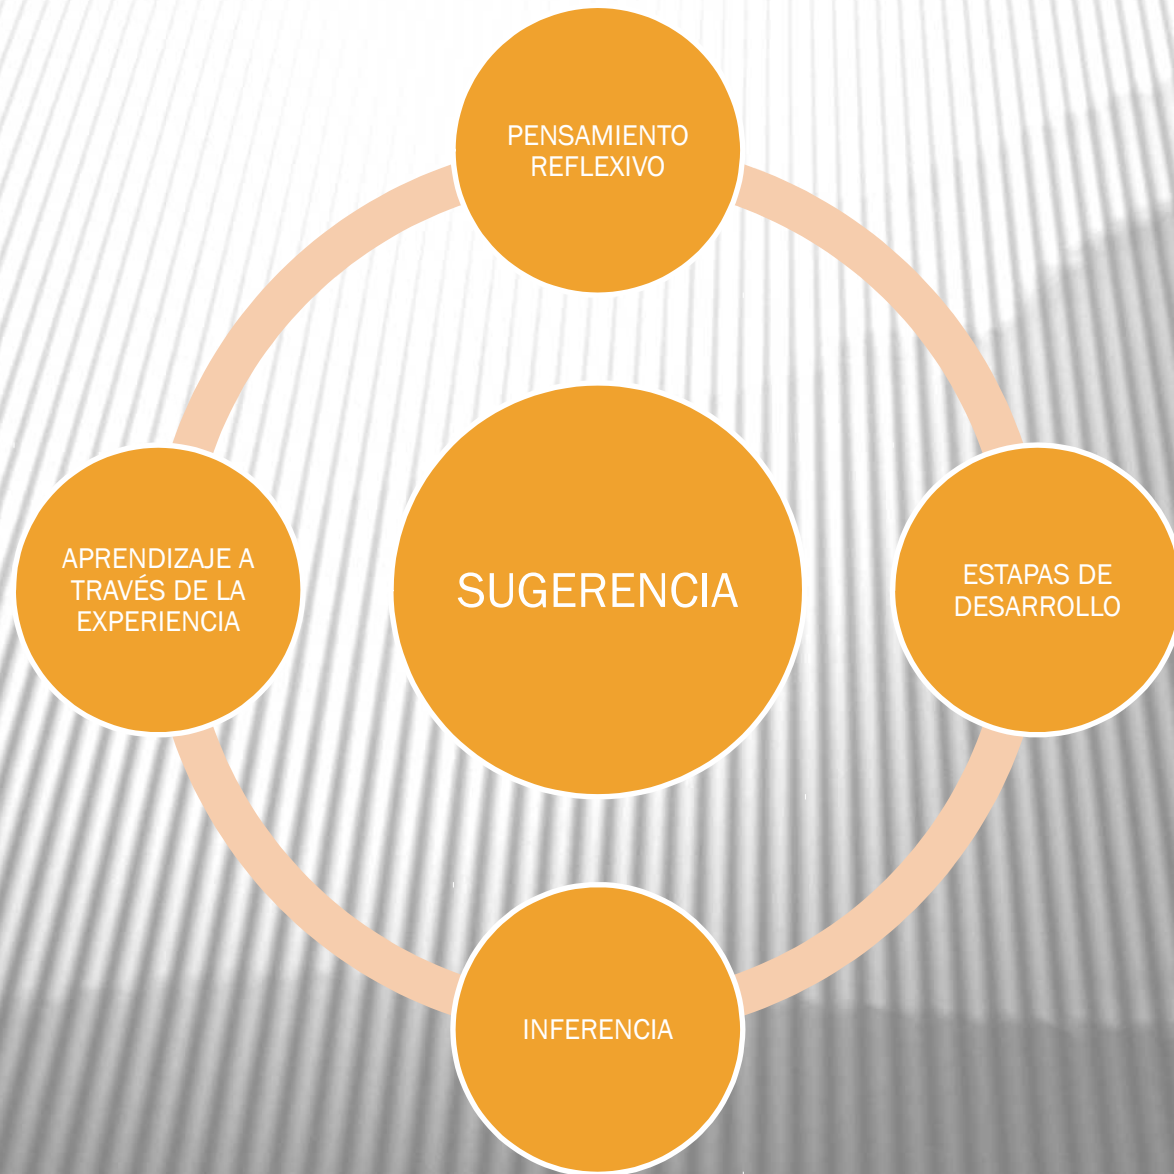 PENSAMIENTO
REFLEXIVO
SUGERENCIA
APRENDIZAJE A
TRAVÉS DE LA
EXPERIENCIA
ESTAPAS DE
DESARROLLO
INFERENCIA